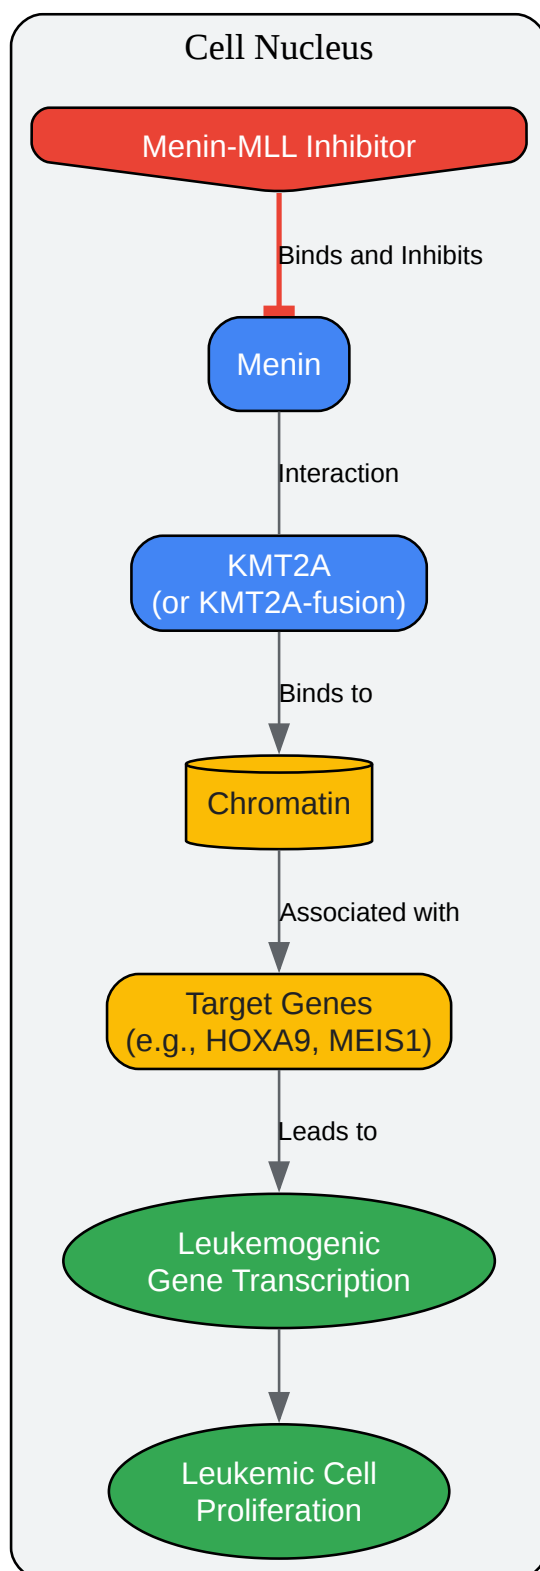 Cell Nucleus
Menin-MLL Inhibitor
Binds and Inhibits
Menin
Interaction
KMT2A
(or KMT2A-fusion)
Binds to
Chromatin
Associated with
Target Genes
(e.g., HOXA9, MEIS1)
Leads to
Leukemogenic
Gene Transcription
Leukemic Cell
Proliferation